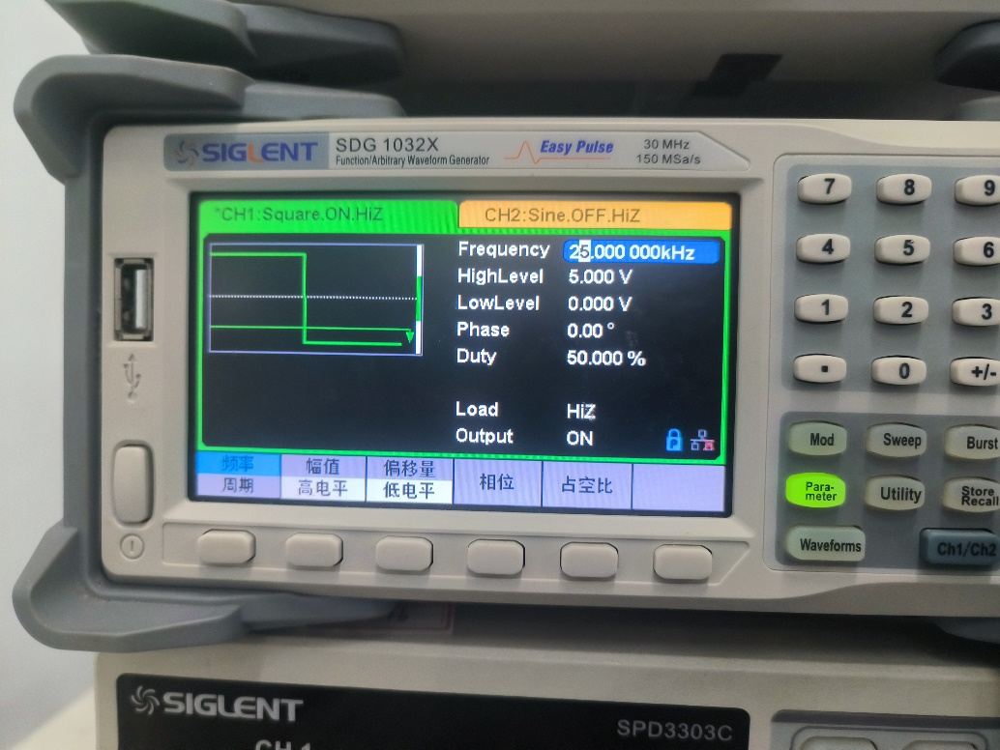 SIGLENT
SDG 1032X
Function/Arbitrary Waveform Generator
Easy Pulse
30 MHz
150 MSa/s
*CH1:Square.ON.HiZ
CH2:Sine.OFF.HiZ
Frequency 25.000 000kHz
HighLevel 5.000 V
LowLevel 0.000 V
Phase 0.00 °
Duty 50.000 %
Load HiZ
Output ON
频率 幅值 偏移量 相位 占空比
周期 高电平 低电平
7 8 9
4 5 6
1 2 3
. 0 +/-
Mod Sweep Burst
Para-
meter
Utility
Store
Recall
Waveforms Ch1/Ch2
SIGLENT
SPD3303C
CH 1